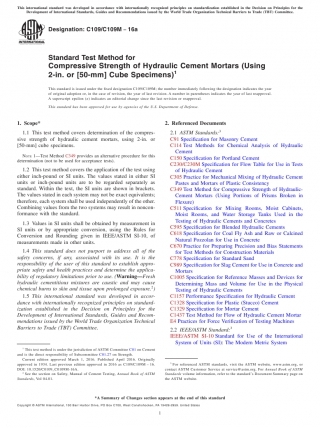 This international standard was developed in accordance with internationally recognized principles on standardization established in the Decision on Principles for the
Development of International Standards, Guides and Recommendations issued by the World Trade Organization Technical Barriers to Trade (TBT) Committee.
Designation: C109/C109M − 16a
Standard Test Method for
Compressive Strength of Hydraulic Cement Mortars (Using
2-in. or [50-mm] Cube Specimens)1
This standard is issued under the fixed designation C109/C109M; the number immediately following the designation indicates the year
of original adoption or, in the case of revision, the year of last revision. A number in parentheses indicates the year of last reapproval.
A superscript epsilon (ε) indicates an editorial change since the last revision or reapproval.
This standard has been approved for use by agencies of the U.S. Department of Defense.
1. Scope*
1.1 This test method covers determination of the compres-
sive strength of hydraulic cement mortars, using 2-in. or
[50-mm] cube specimens.
NOTE 1—Test Method C349 provides an alternative procedure for this
determination (not to be used for acceptance tests).
1.2 This test method covers the application of the test using
either inch-pound or SI units. The values stated in either SI
units or inch-pound units are to be regarded separately as
standard. Within the text, the SI units are shown in brackets.
The values stated in each system may not be exact equivalents;
therefore, each system shall be used independently of the other.
Combining values from the two systems may result in noncon-
formance with the standard.
1.3 Values in SI units shall be obtained by measurement in
SI units or by appropriate conversion, using the Rules for
Conversion and Rounding given in IEEE/ASTM SI-10, of
measurements made in other units.
1.4 This standard does not purport to address all of the
safety concerns, if any, associated with its use. It is the
responsibility of the user of this standard to establish appro-
priate safety and health practices and determine the applica-
bility of regulatory limitations prior to use. (Warning—Fresh
hydraulic cementitious mixtures are caustic and may cause
chemical burns to skin and tissue upon prolonged exposure.)
1.5 This international standard was developed in accor-
dance with internationally recognized principles on standard-
ization established in the Decision on Principles for the
Development of International Standards, Guides and Recom-
mendations issued by the World Trade Organization Technical
Barriers to Trade (TBT) Committee.
1 This test method is under the jurisdiction of ASTM Committee C01 on Cement
and is the direct responsibility of Subcommittee C01.27 on Strength.
Current edition approved March 1, 2016. Published April 2016. Originally
approved in 1934. Last previous edition approved in 2016 as C109/C109M – 16.
DOI: 10.1520/C0109_C0109M-16A.
2 See the section on Safety, Manual of Cement Testing, Annual Book of ASTM
Standards, Vol 04.01.
2. Referenced Documents
2.1 ASTM Standards:3
C91 Specification for Masonry Cement
C114 Test Methods for Chemical Analysis of Hydraulic
Cement
C150 Specification for Portland Cement
C230/C230M Specification for Flow Table for Use in Tests
of Hydraulic Cement
C305 Practice for Mechanical Mixing of Hydraulic Cement
Pastes and Mortars of Plastic Consistency
C349 Test Method for Compressive Strength of Hydraulic-
Cement Mortars (Using Portions of Prisms Broken in
Flexure)
C511 Specification for Mixing Rooms, Moist Cabinets,
Moist Rooms, and Water Storage Tanks Used in the
Testing of Hydraulic Cements and Concretes
C595 Specification for Blended Hydraulic Cements
C618 Specification for Coal Fly Ash and Raw or Calcined
Natural Pozzolan for Use in Concrete
C670 Practice for Preparing Precision and Bias Statements
for Test Methods for Construction Materials
C778 Specification for Standard Sand
C989 Specification for Slag Cement for Use in Concrete and
Mortars
C1005 Specification for Reference Masses and Devices for
Determining Mass and Volume for Use in the Physical
Testing of Hydraulic Cements
C1157 Performance Specification for Hydraulic Cement
C1328 Specification for Plastic (Stucco) Cement
C1329 Specification for Mortar Cement
C1437 Test Method for Flow of Hydraulic Cement Mortar
E4 Practices for Force Verification of Testing Machines
2.2 IEEE/ASTM Standard:3
IEEE/ASTM SI-10 Standard for Use of the International
System of Units (SI): The Modern Metric System
3 For referenced ASTM standards, visit the ASTM website, www.astm.org, or
contact ASTM Customer Service at service@astm.org. For Annual Book of ASTM
Standards volume information, refer to the standard's Document Summary page on
the ASTM website.
*A Summary of Changes section appears at the end of this standard
Copyright © ASTM International, 100 Barr Harbor Drive, PO Box C700, West Conshohocken, PA 19428-2959. United States
1